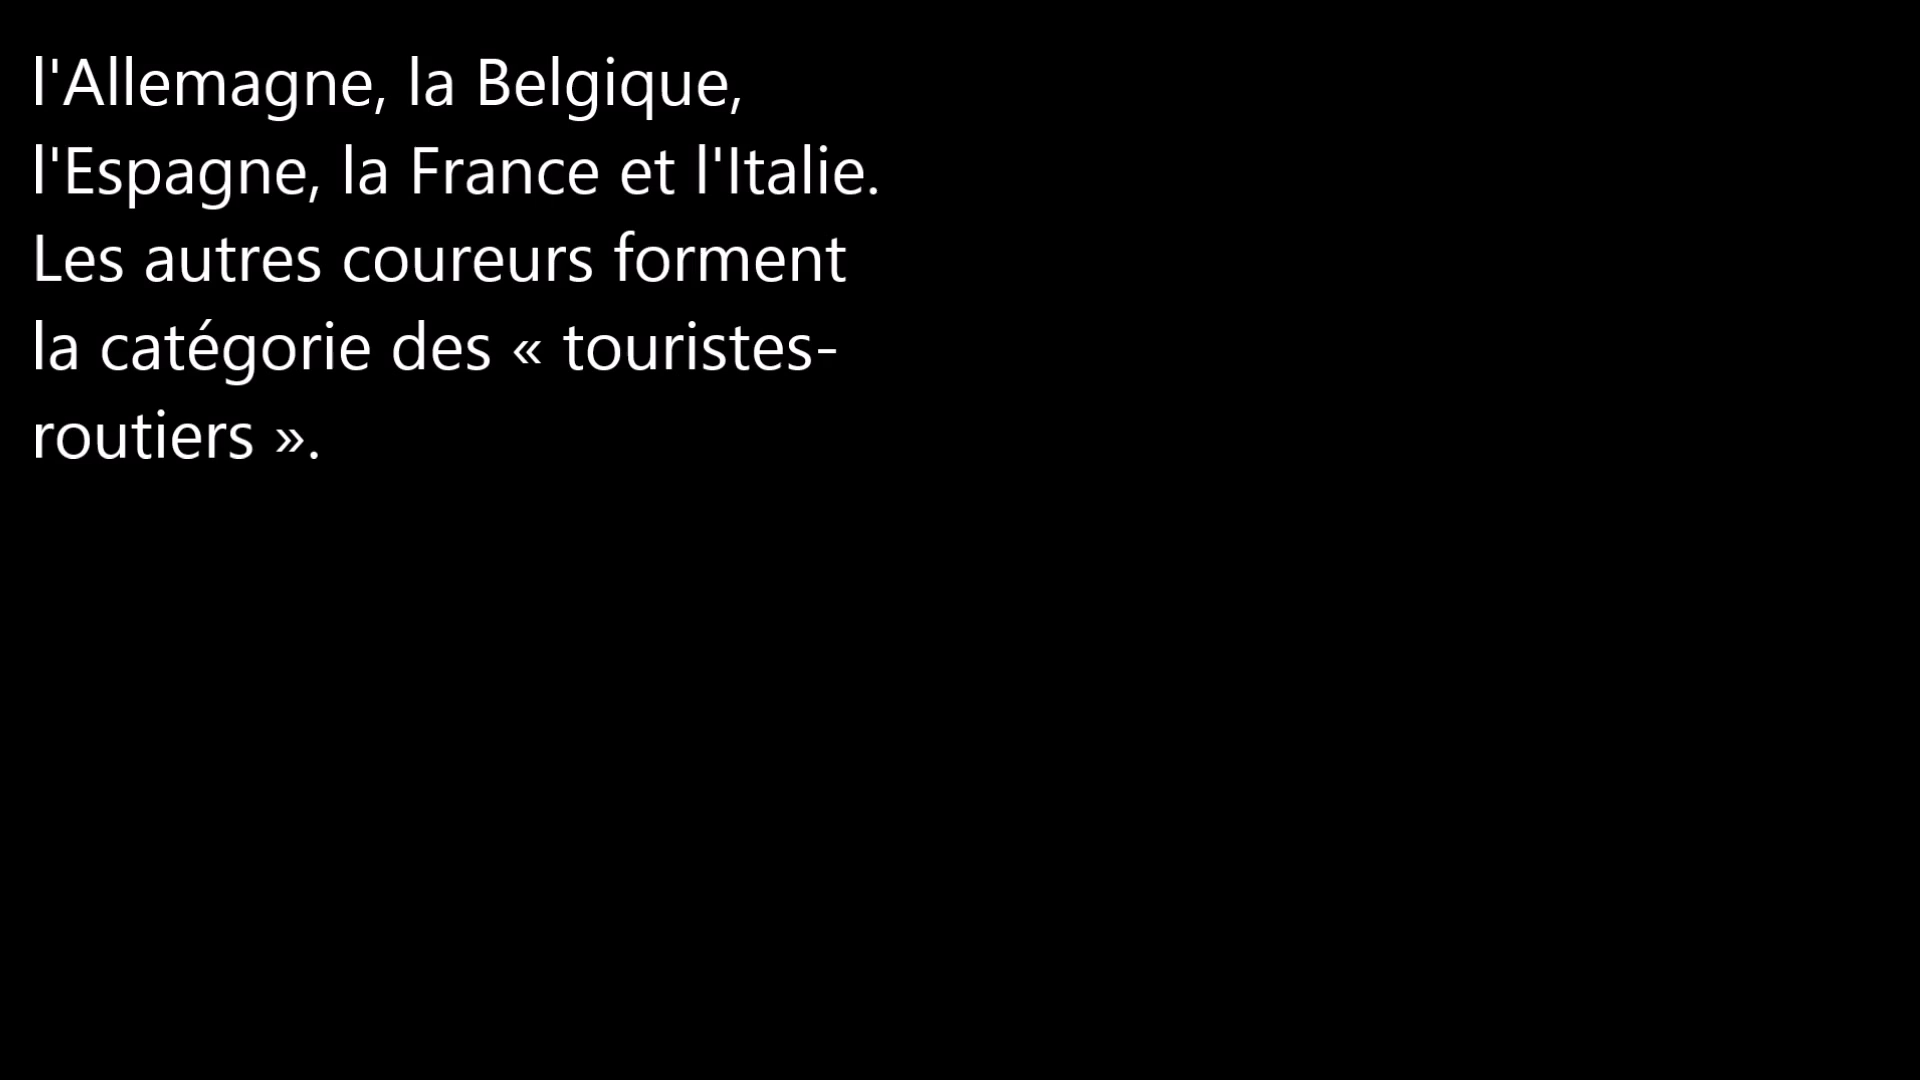 l'Allemagne, la Belgique,
l'Espagne, la France et l'Italie.
Les autres coureurs forment
la catégorie des « touristes-
routiers ».